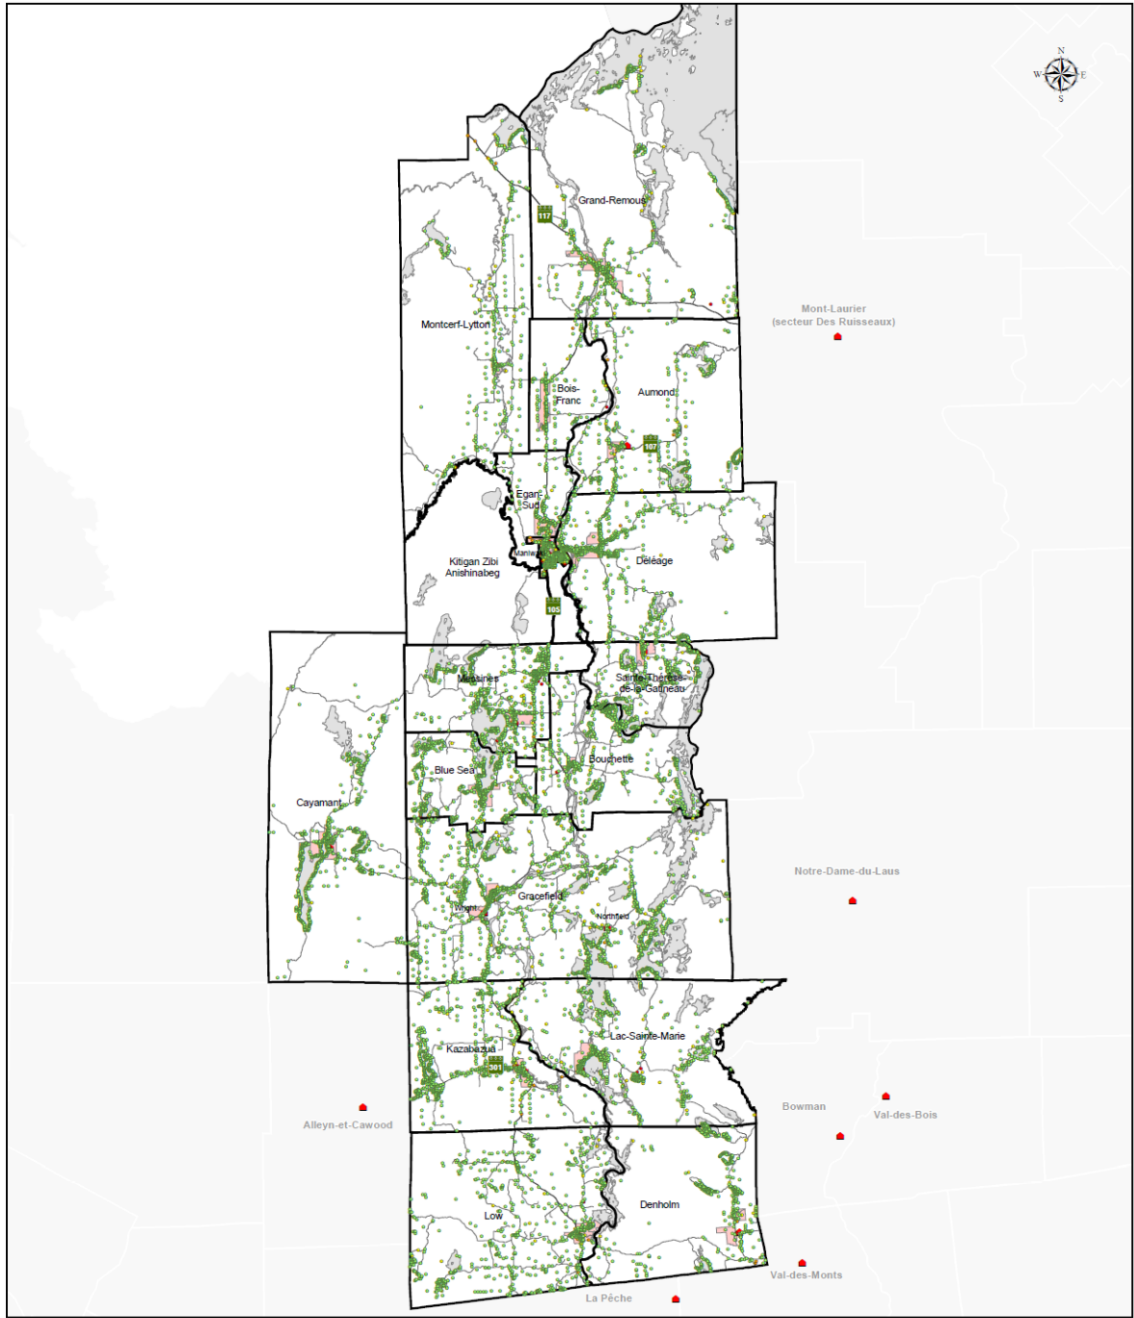 N
W E
S
Grand-Remous
117
Mont-Laurier
(secteur Des Ruisseaux)
Montcerf-Lytton
Bois-
Franc
Aumond
107
Egan-
Sud
Maniwaki
Kitigan Zibi
Anishinabeg
Déléage
105
Messines
Sainte-Thérèse-
de-la-Gatineau
Blue Sea
Bouchette
Cayamant
Notre-Dame-du-Laus
Gracefield
Wright
Northfield
Lac-Sainte-Marie
Kazabazua
301
Bowman
Val-des-Bois
Alleyn-et-Cawood
Low
Denholm
Val-des-Monts
La Pêche